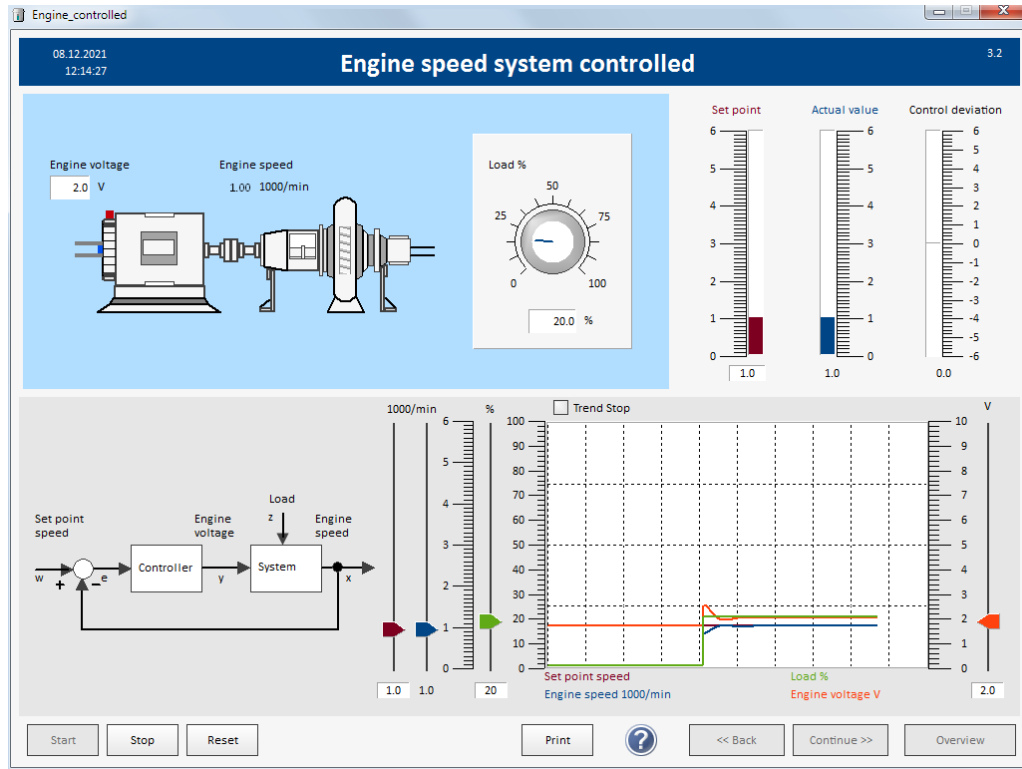 Engine_controlled
08.12.2021
12:14:27
Engine speed system controlled
3.2
Engine voltage
2.0 V
Engine speed
1.00 1000/min
Load %
0
25
50
75
100
20.0 %
Set point
6
5
4
3
2
1
0
1.0
Actual value
6
5
4
3
2
1
0
1.0
Control deviation
6
5
4
3
2
1
0
-1
-2
-3
-4
-5
-6
0.0
Set point
speed
w
+
−
e
Controller
Engine
voltage
y
Load
z
System
Engine
speed
x
1000/min
6
5
4
3
2
1
0
1.0 1.0
%
20
100
90
80
70
60
50
40
30
20
10
0
Trend Stop
Set point speed
Engine speed 1000/min
Load %
Engine voltage V
V
10
9
8
7
6
5
4
3
2
1
0
2.0
Start
Stop
Reset
Print
?
<< Back
Continue >>
Overview